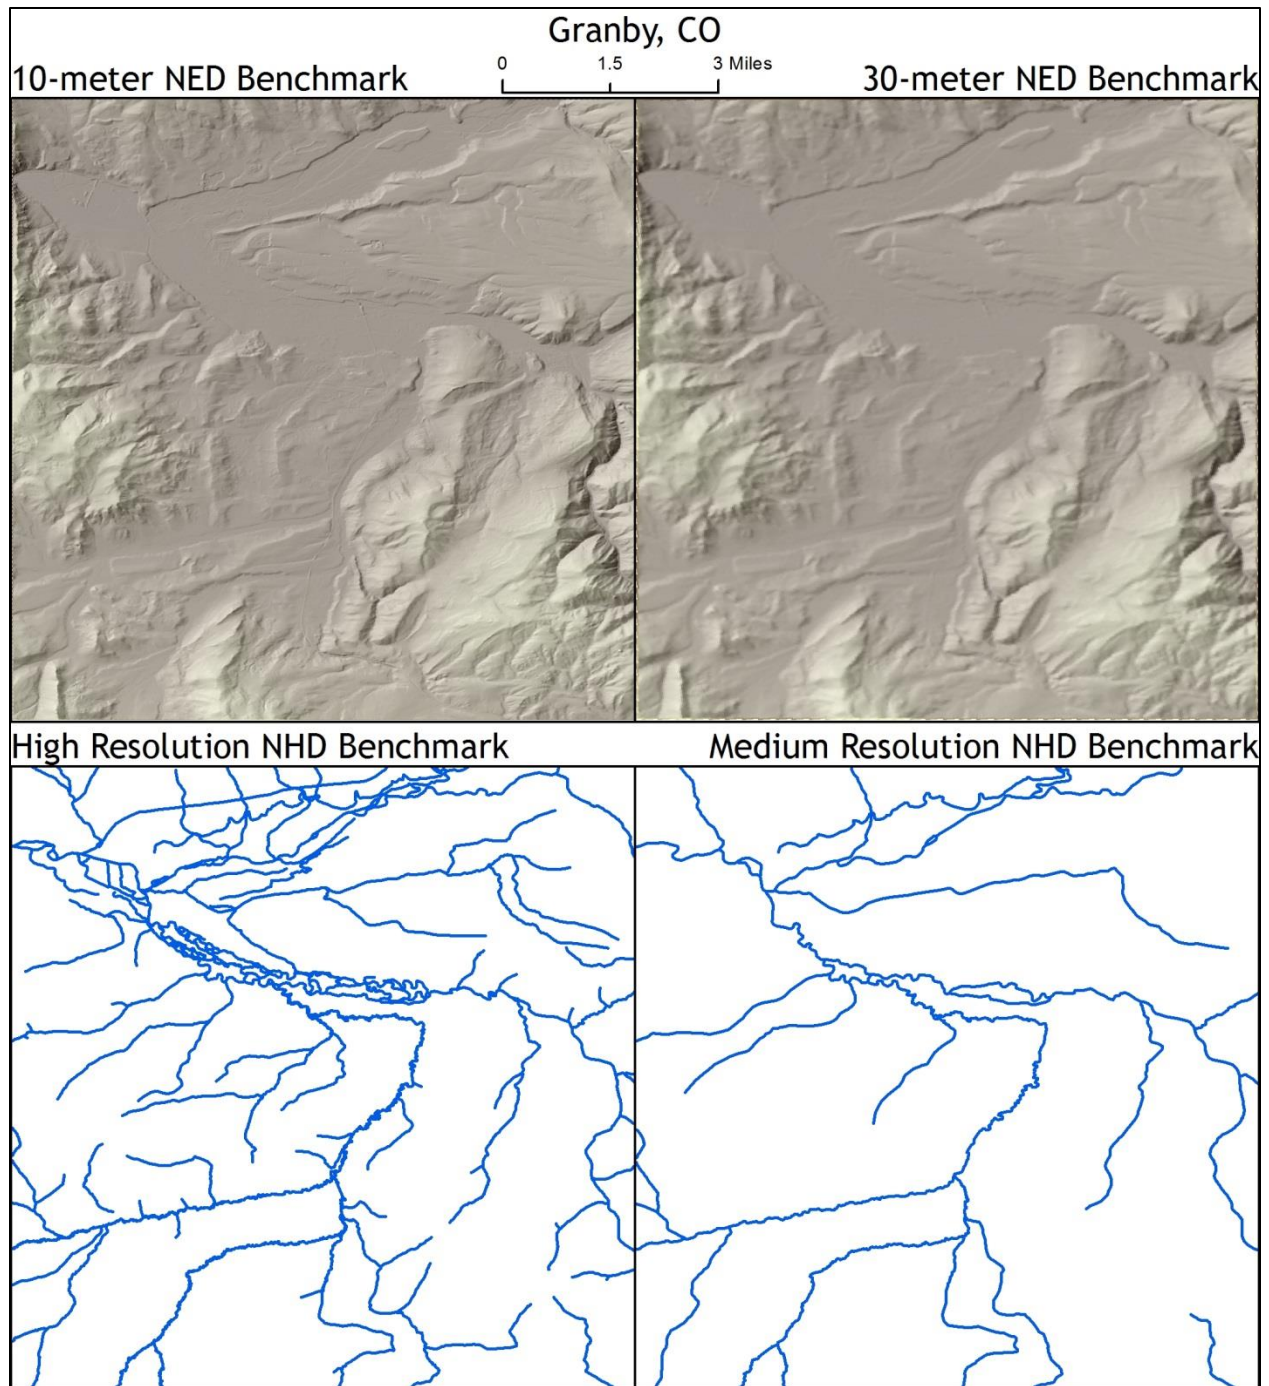 Granby, CO
0 1.5 3 Miles
10-meter NED Benchmark
30-meter NED Benchmark
High Resolution NHD Benchmark
Medium Resolution NHD Benchmark